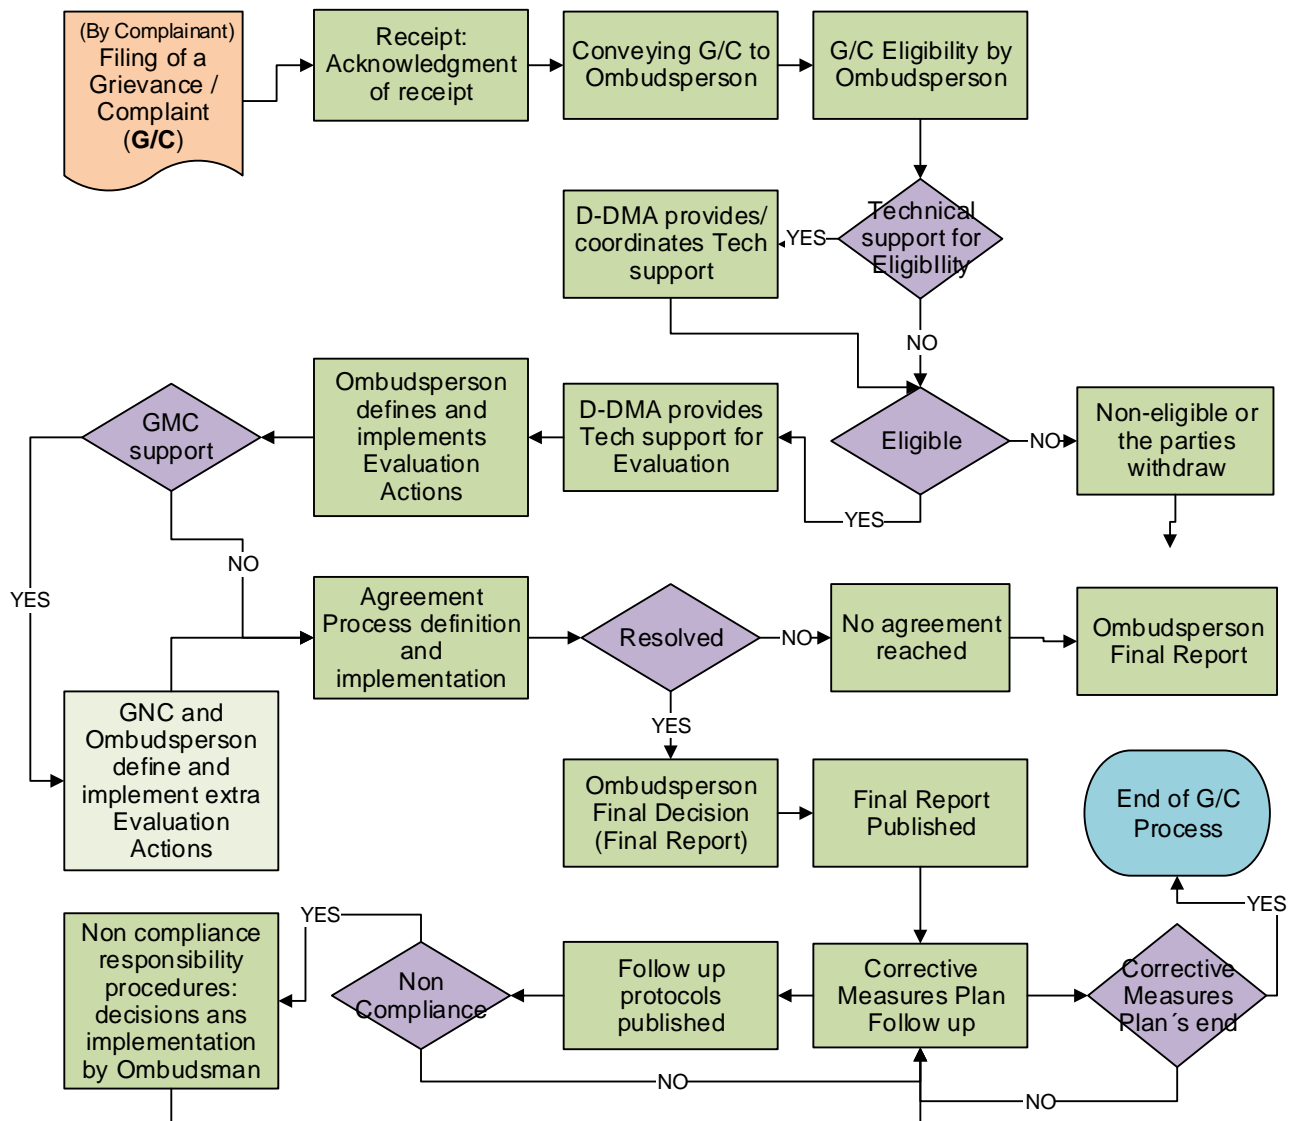 (By Complainant)
Filing of a
Grievance /
Complaint
(G/C)
Receipt:
Acknowledgment
of receipt
Conveying G/C to
Ombudsperson
G/C Eligibility by
Ombudsperson
Technical
support for
EligibIlity
YES
D-DMA provides/
coordinates Tech
support
NO
Eligible
NO
Non-eligible or
the parties
withdraw
YES
D-DMA provides
Tech support for
Evaluation
Ombudsperson
defines and
implements
Evaluation
Actions
GMC
support
NO
YES
GNC and
Ombudsperson
define and
implement extra
Evaluation
Actions
Agreement
Process definition
and
implementation
Resolved
NO
No agreement
reached
Ombudsperson
Final Report
YES
Ombudsperson
Final Decision
(Final Report)
Final Report
Published
End of G/C
Process
YES
Corrective
Measures
Plan´s end
NO
Corrective
Measures Plan
Follow up
Follow up
protocols
published
Non
Compliance
NO
YES
Non compliance
responsibility
procedures:
decisions ans
implementation
by Ombudsman